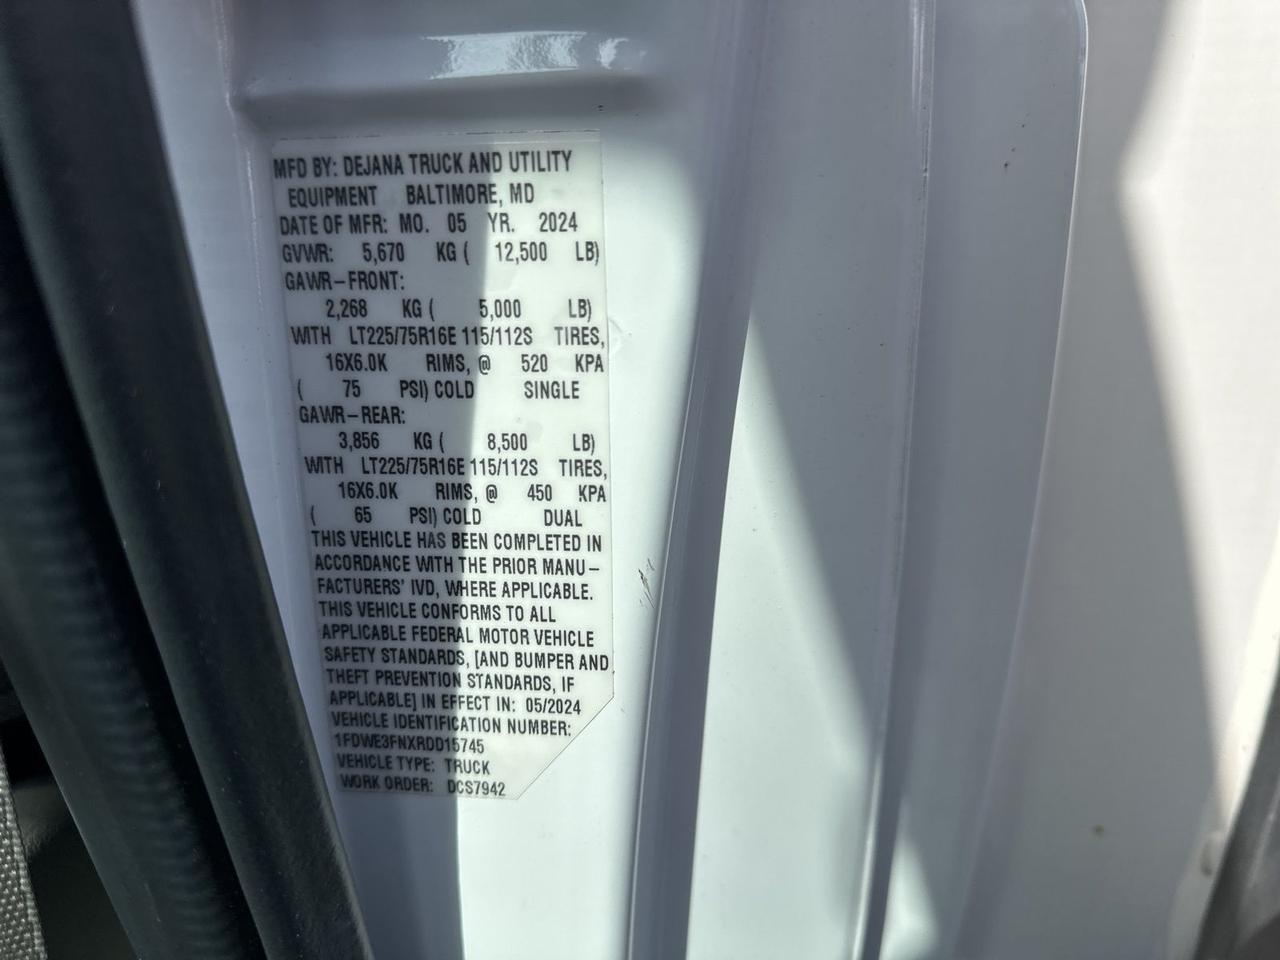 MFD BY: DEJANA TRUCK AND UTILITY
EQUIPMENT BALTIMORE, MD
DATE OF MFR: MO. 05 YR. 2024
GVWR: 5,670 KG ( 12,500 LB)
GAWR-FRONT:
2,268 KG ( 5,000 LB)
WITH LT225/75R16E 115/112S TIRES,
16X6.0K RIMS, @ 520 KPA
( 75 PSI) COLD SINGLE
GAWR-REAR:
3,856 KG ( 8,500 LB)
WITH LT225/75R16E 115/112S TIRES,
16X6.0K RIMS, @ 450 KPA
( 65 PSI) COLD DUAL
THIS VEHICLE HAS BEEN COMPLETED IN
ACCORDANCE WITH THE PRIOR MANU-
FACTURERS' IVD, WHERE APPLICABLE.
THIS VEHICLE CONFORMS TO ALL
APPLICABLE FEDERAL MOTOR VEHICLE
SAFETY STANDARDS, [AND BUMPER AND
THEFT PREVENTION STANDARDS, IF
APPLICABLE] IN EFFECT IN: 05/2024
VEHICLE IDENTIFICATION NUMBER:
1FDWE3FNXRDD15745
VEHICLE TYPE: TRUCK
WORK ORDER: DCS7942